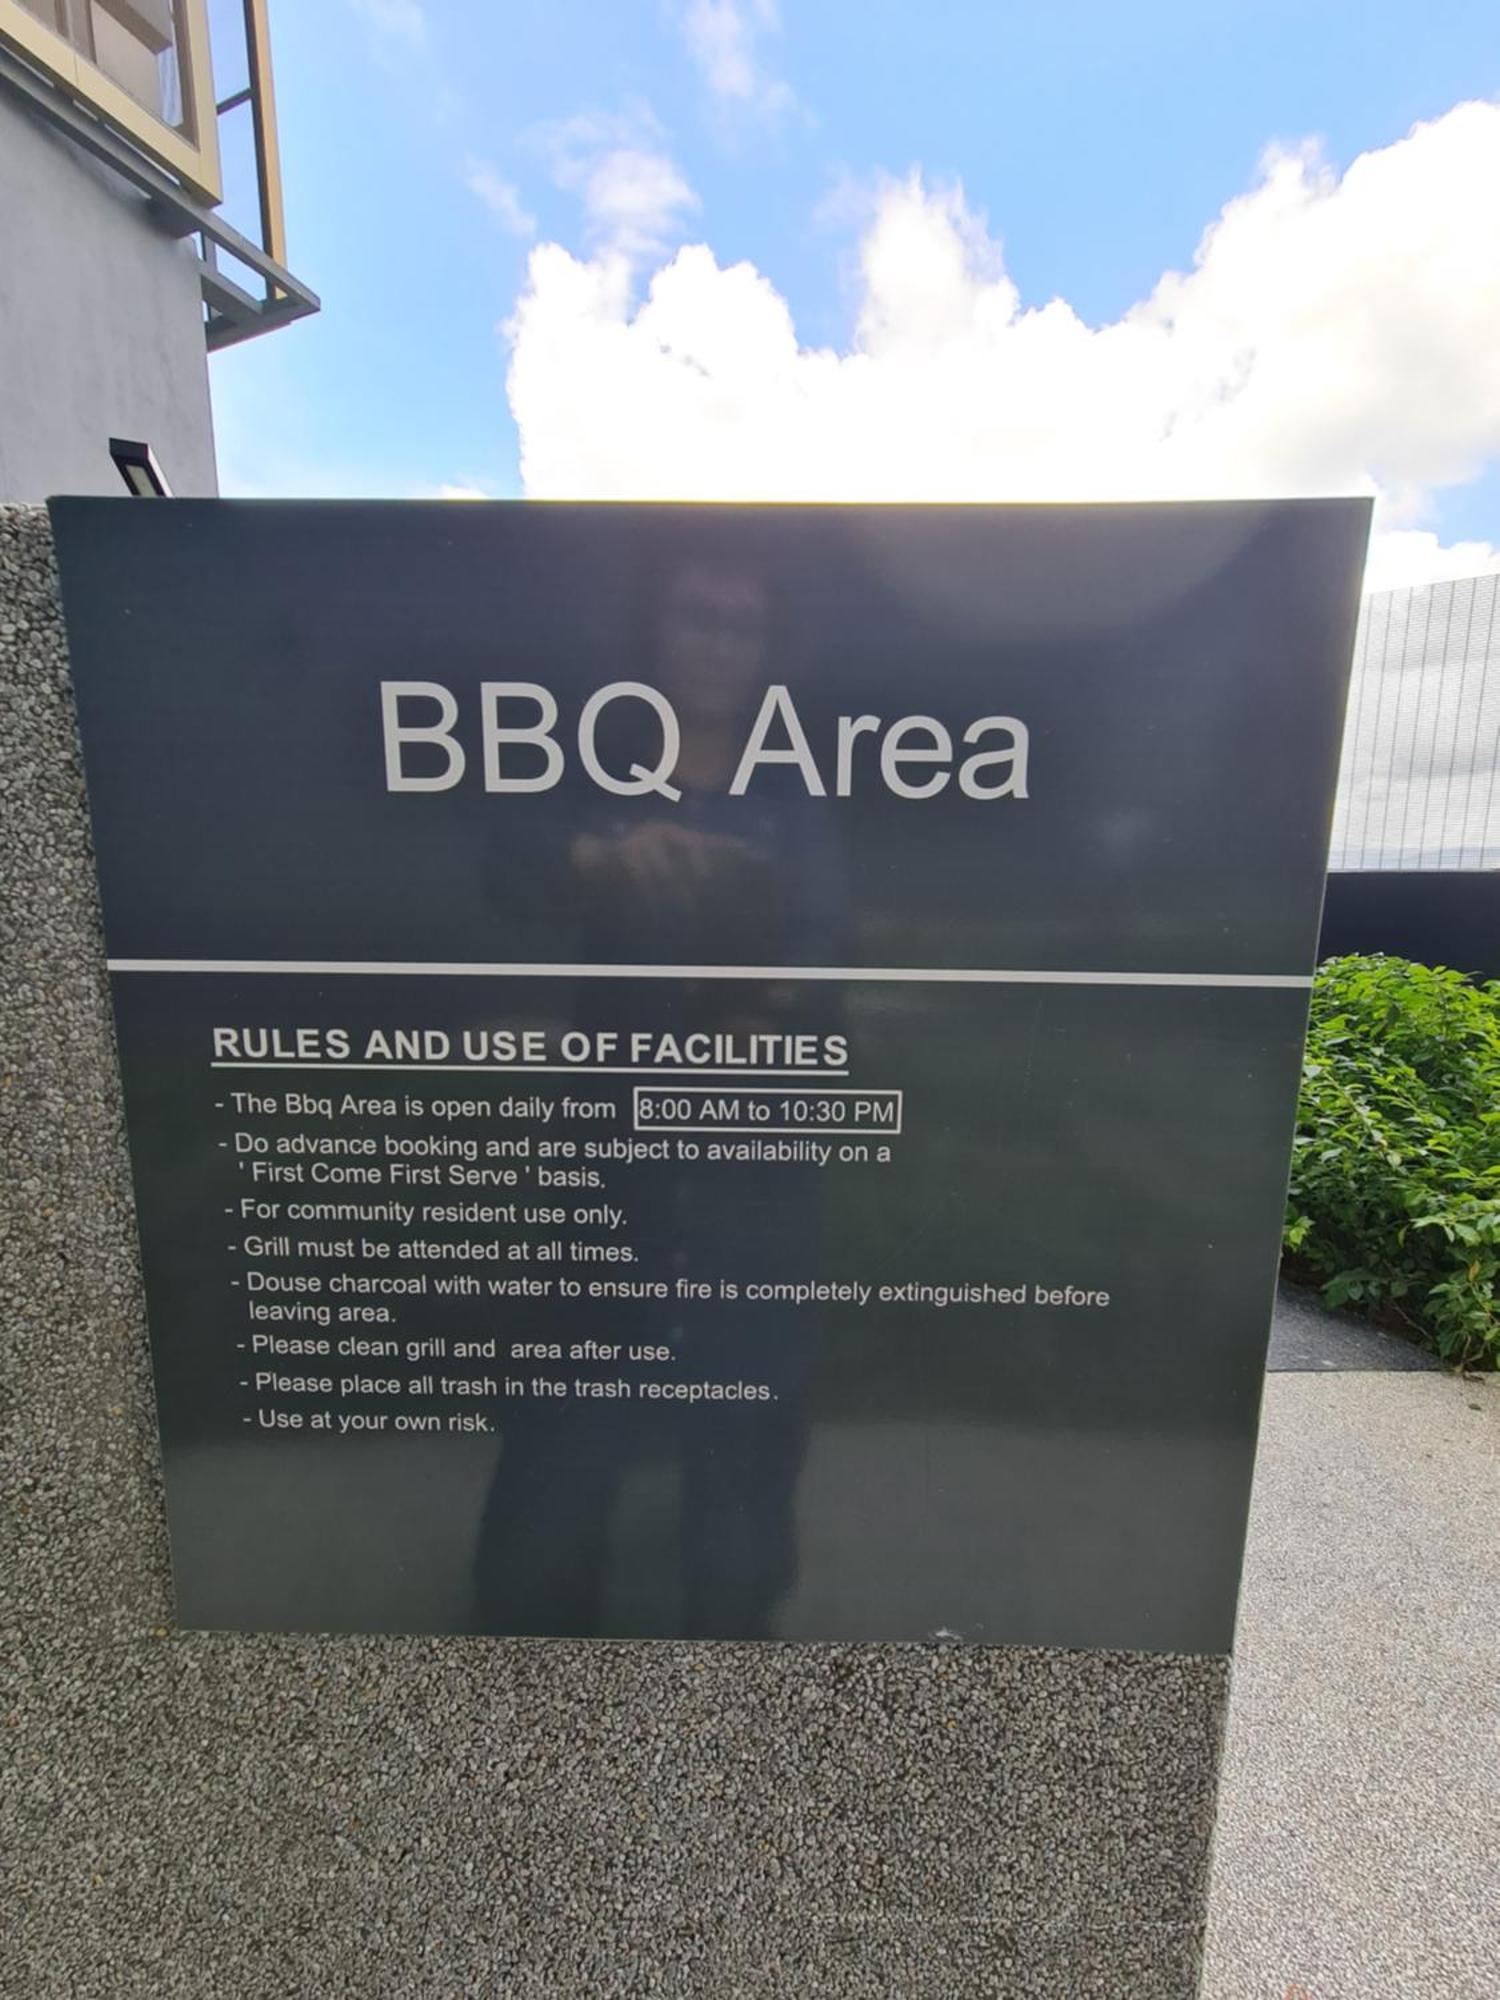 BBQ Area
RULES AND USE OF FACILITIES
- The Bbq Area is open daily from 8:00 AM to 10:30 PM
- Do advance booking and are subject to availability on a
' First Come First Serve ' basis.
- For community resident use only.
- Grill must be attended at all times.
- Douse charcoal with water to ensure fire is completely extinguished before
leaving area.
- Please clean grill and  area after use.
- Please place all trash in the trash receptacles.
- Use at your own risk.